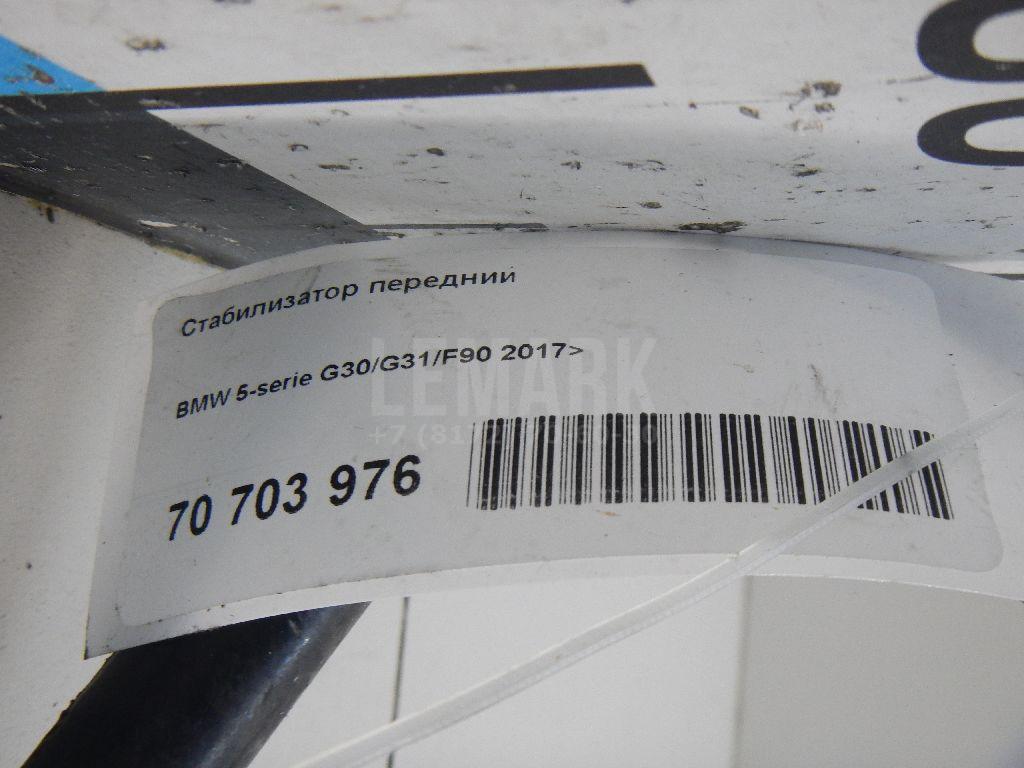 Стабилизатор передний
BMW 5-serie G30/G31/F90 2017>
LEMARK
70 703 976